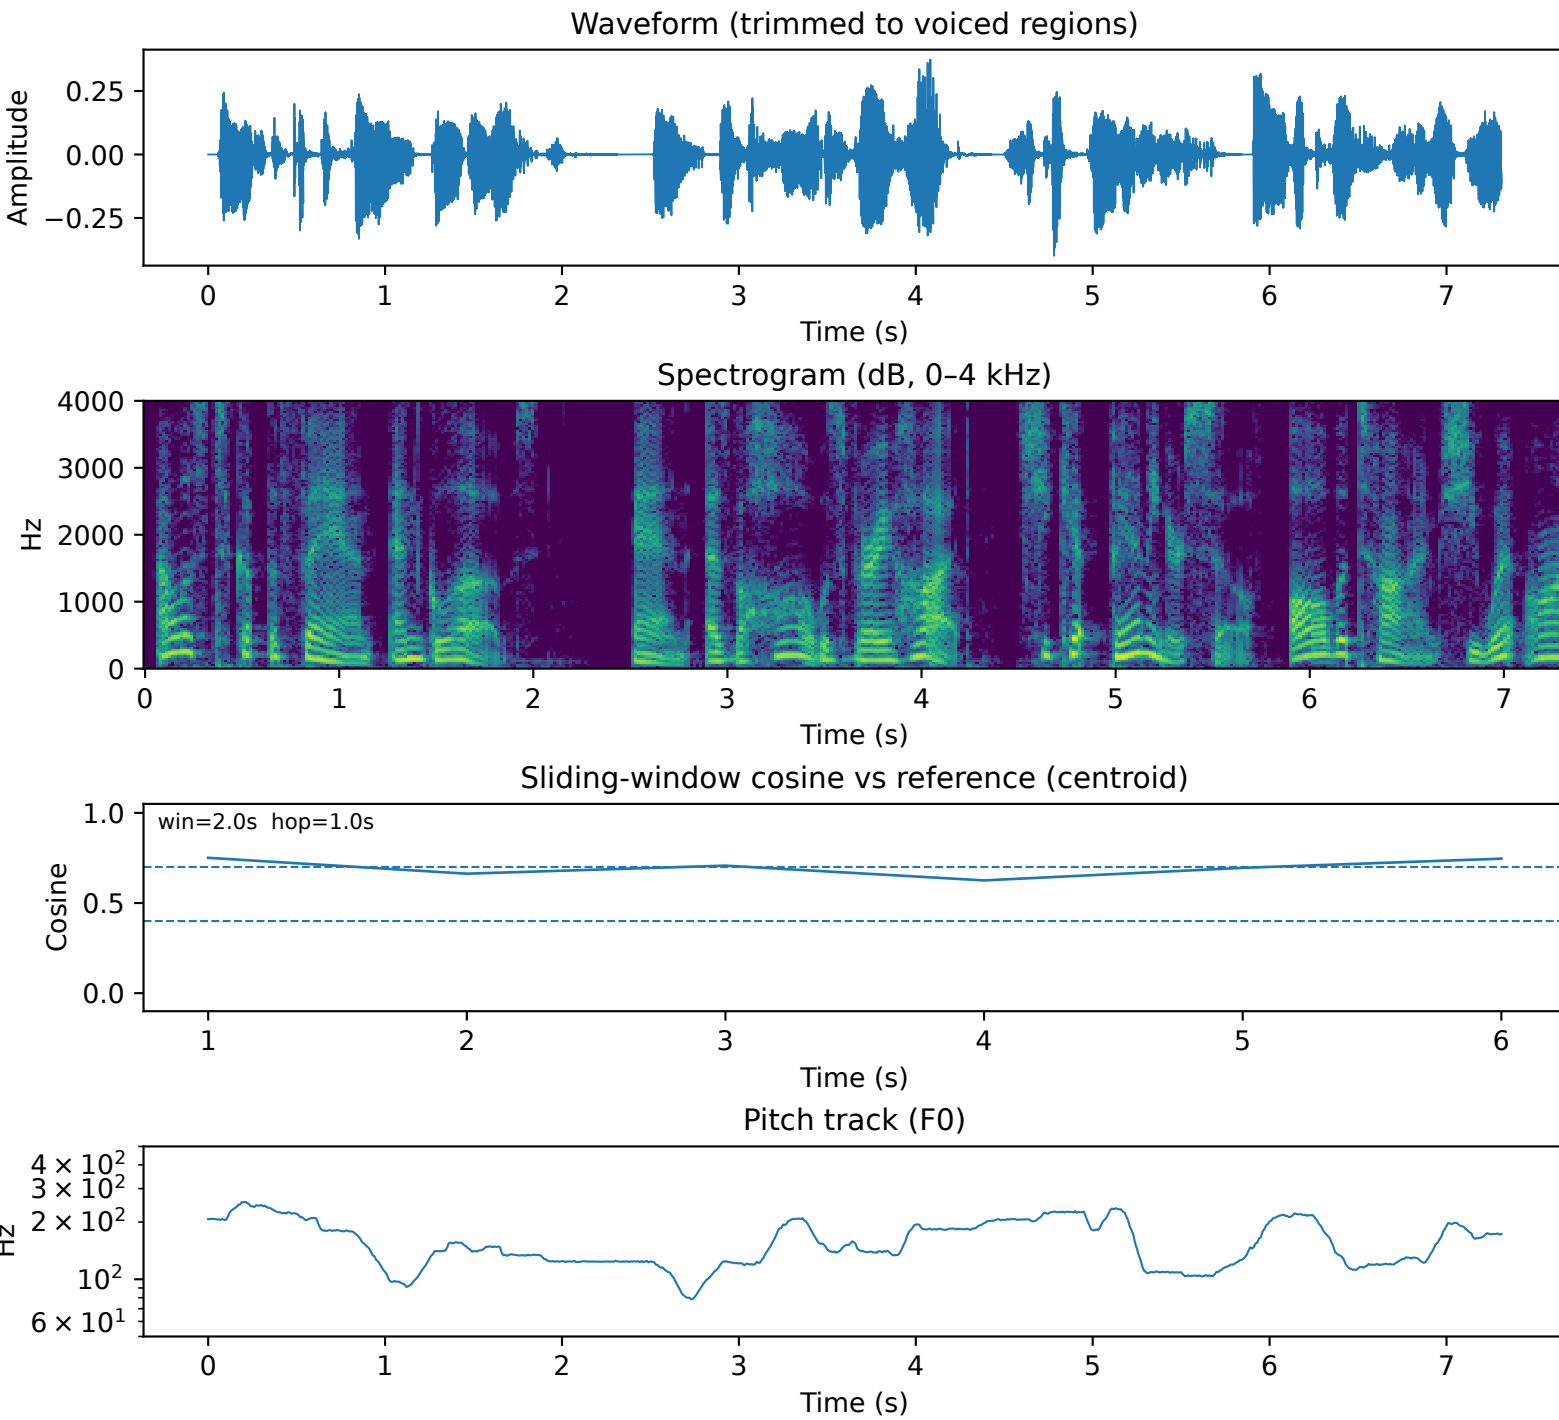 Waveform (trimmed to voiced regions)
Amplitude
0.25
0.00
−0.25
0 1 2 3 4 5 6 7
Time (s)
Spectrogram (dB, 0–4 kHz)
Hz
4000
3000
2000
1000
0
0 1 2 3 4 5 6 7
Time (s)
Sliding-window cosine vs reference (centroid)
Cosine
1.0
0.5
0.0
win=2.0s hop=1.0s
1 2 3 4 5 6
Time (s)
Pitch track (F0)
Hz
4 × 10²
3 × 10²
2 × 10²
10²
6 × 10¹
0 1 2 3 4 5 6 7
Time (s)